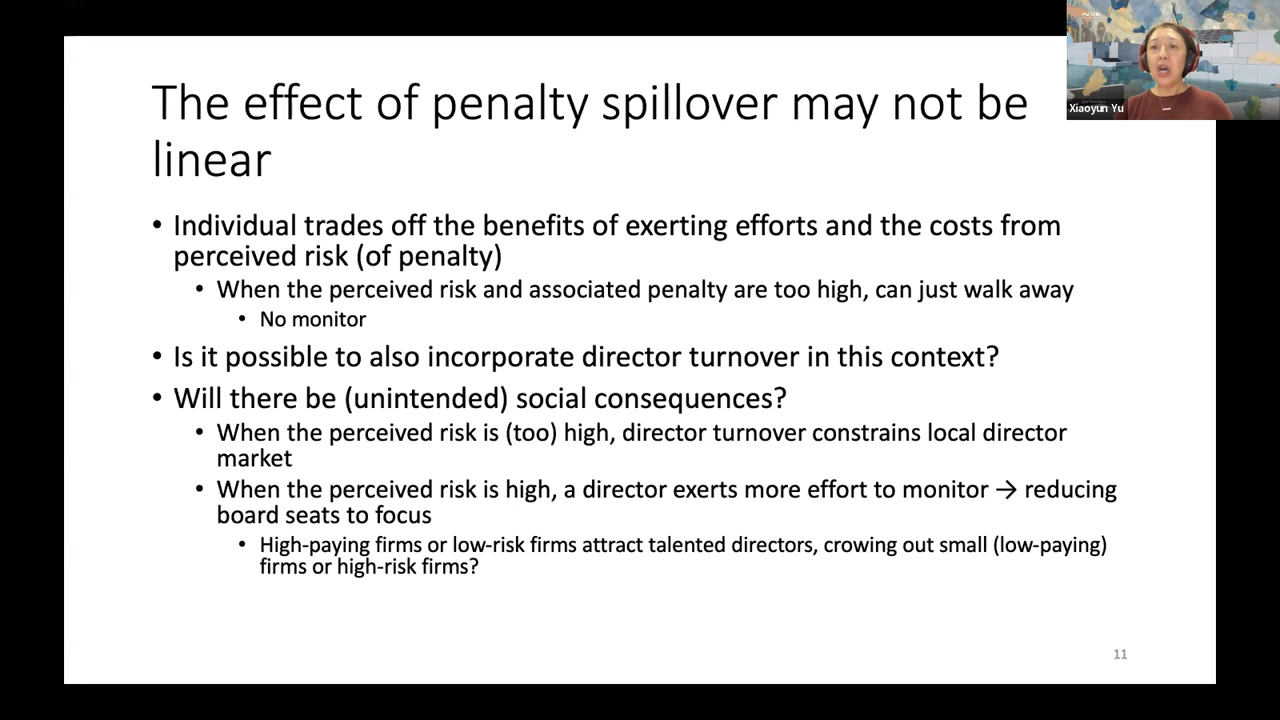 The effect of penalty spillover may not be
linear
• Individual trades off the benefits of exerting efforts and the costs from
perceived risk (of penalty)
• When the perceived risk and associated penalty are too high, can just walk away
• No monitor
• Is it possible to also incorporate director turnover in this context?
• Will there be (unintended) social consequences?
• When the perceived risk is (too) high, director turnover constrains local director
market
• When the perceived risk is high, a director exerts more effort to monitor → reducing
board seats to focus
• High-paying firms or low-risk firms attract talented directors, crowing out small (low-paying)
firms or high-risk firms?
11
Xiaoyun Yu